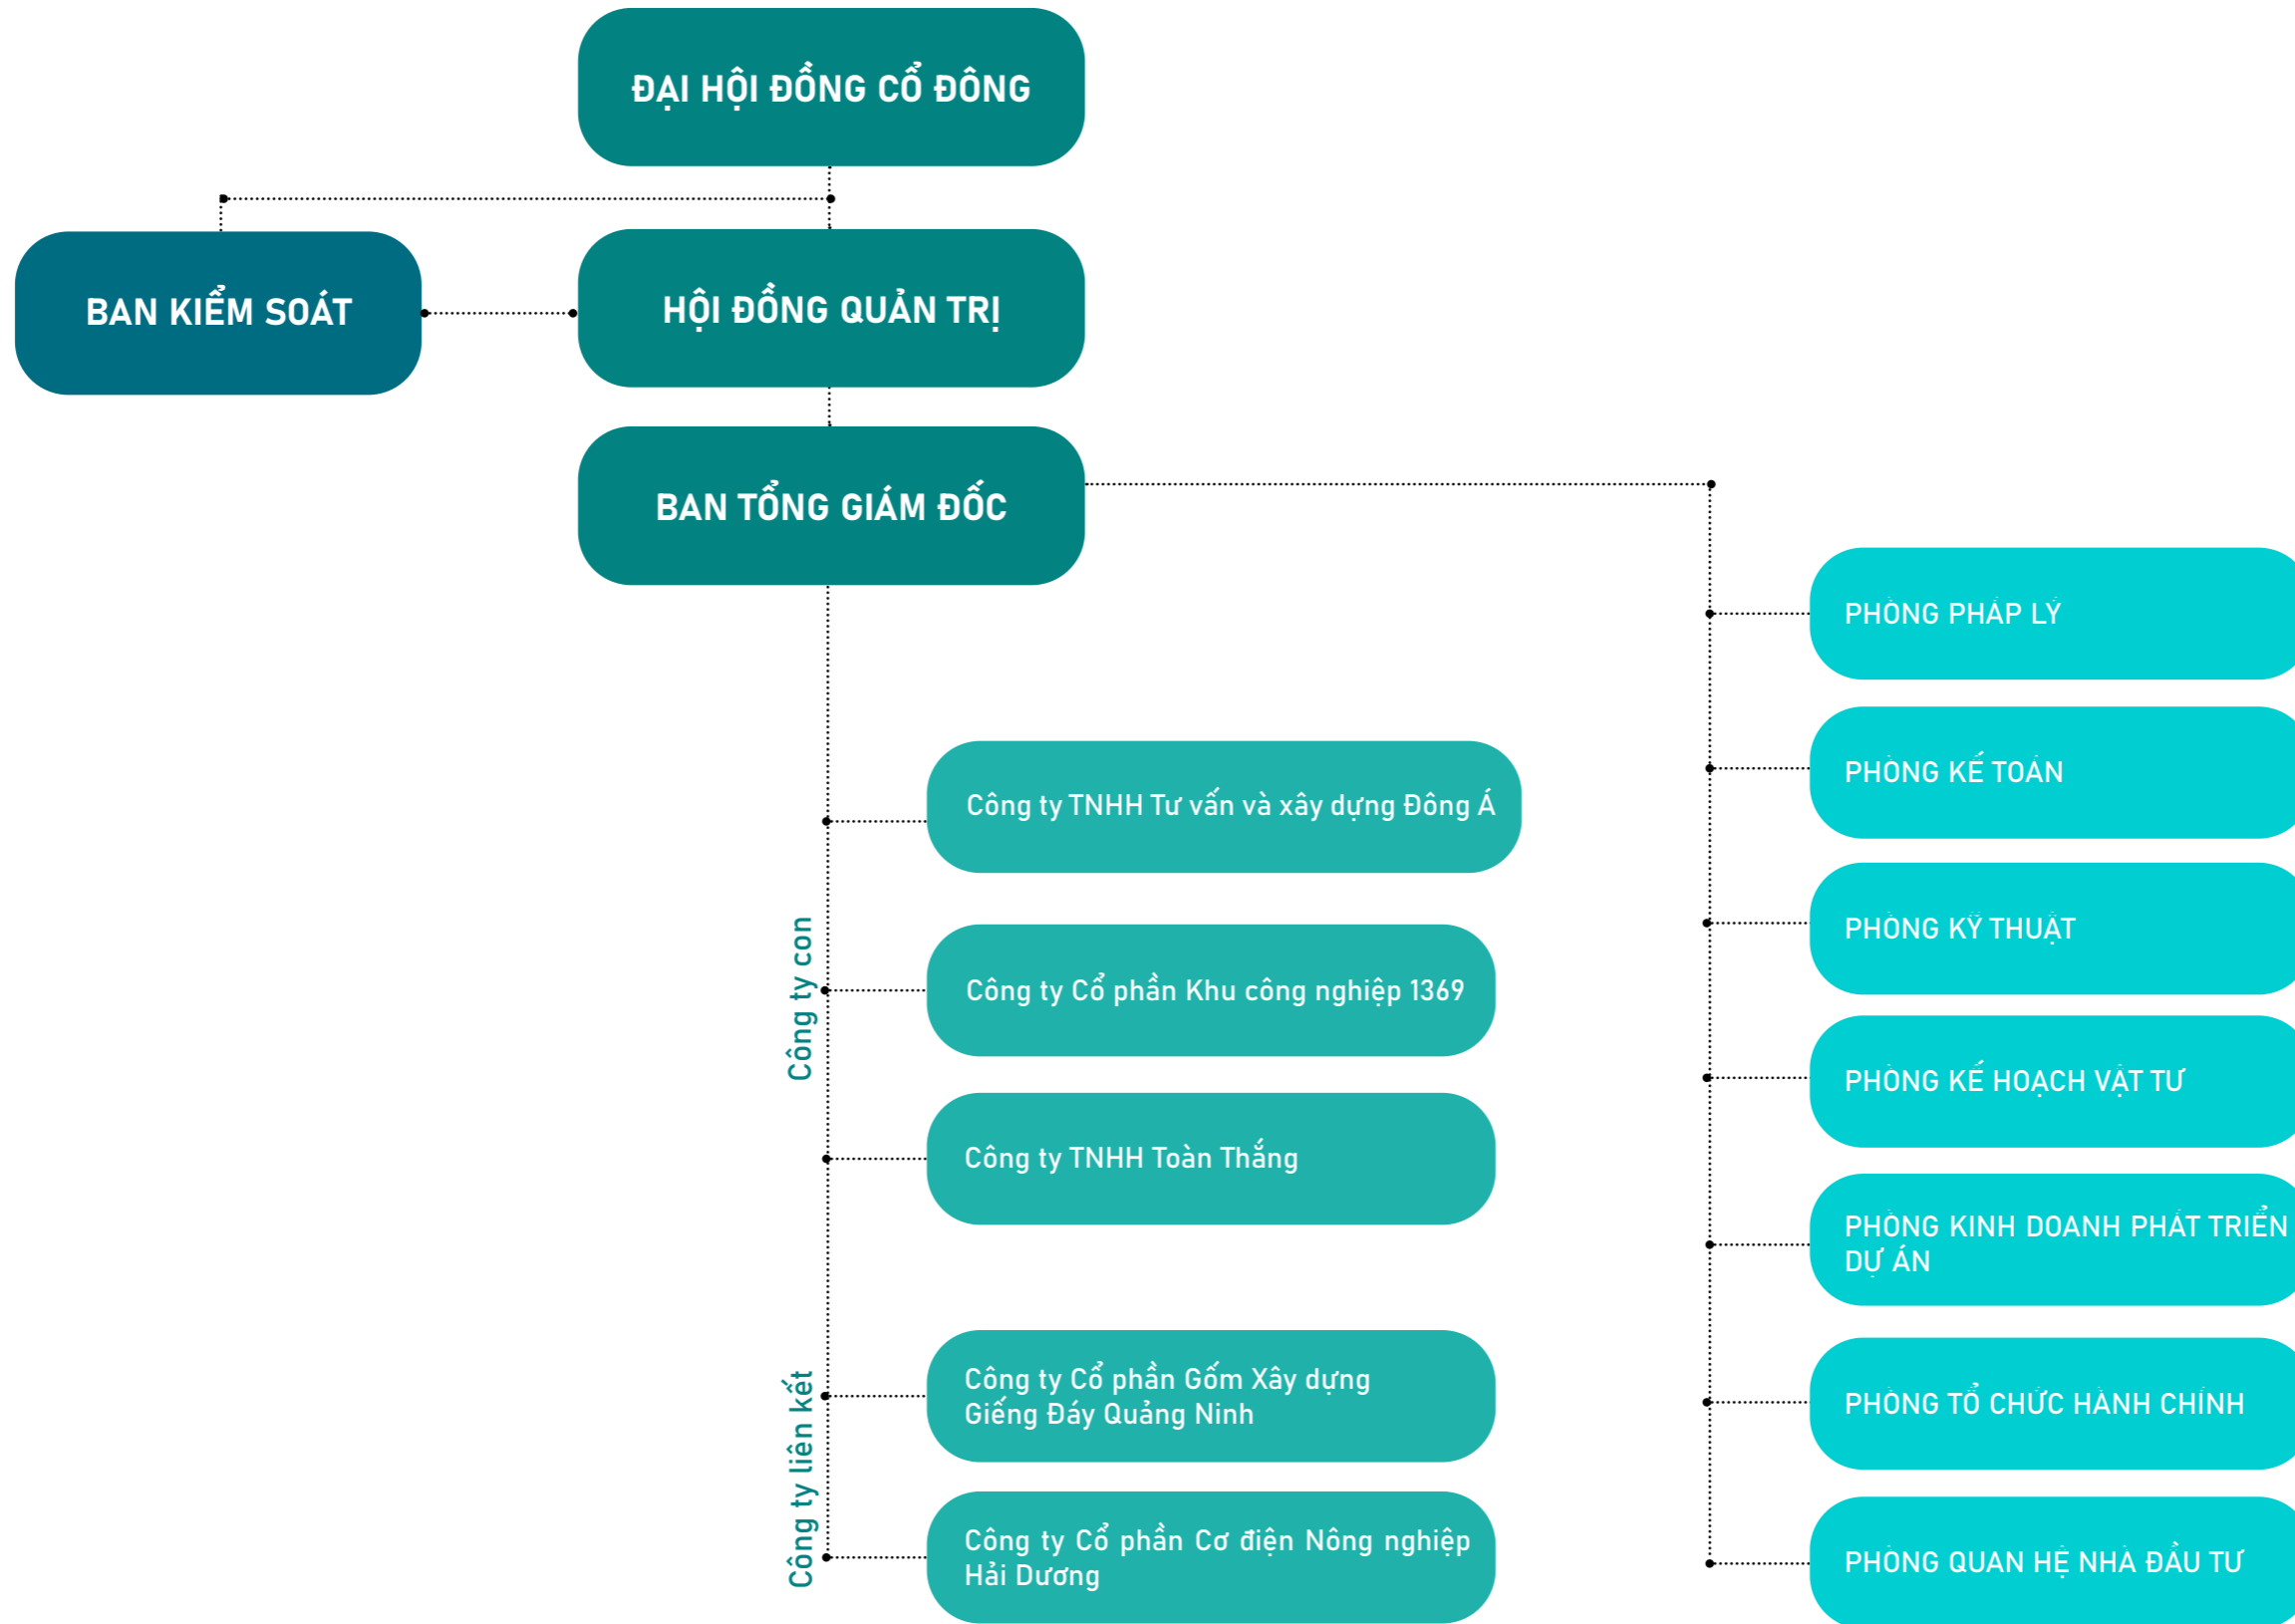 ĐẠI HỘI ĐỒNG CỔ ĐÔNG
BAN KIỂM SOÁT
HỘI ĐỒNG QUẢN TRỊ
BAN TỔNG GIÁM ĐỐC
Công ty con
Công ty TNHH Tư vấn và xây dựng Đông Á
Công ty Cổ phần Khu công nghiệp 1369
Công ty TNHH Toàn Thắng
Công ty liên kết
Công ty Cổ phần Gốm Xây dựng
Giếng Đáy Quảng Ninh
Công ty Cổ phần Cơ điện Nông nghiệp
Hải Dương
PHÒNG PHÁP LÝ
PHÒNG KẾ TOÁN
PHÒNG KỸ THUẬT
PHÒNG KẾ HOẠCH VẬT TƯ
PHÒNG KINH DOANH PHÁT TRIỂN
DỰ ÁN
PHÒNG TỔ CHỨC HÀNH CHÍNH
PHÒNG QUAN HỆ NHÀ ĐẦU TƯ